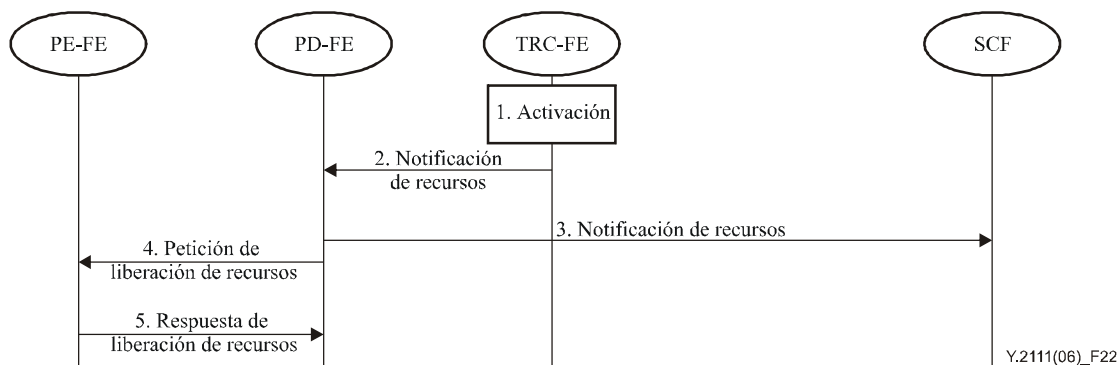 PE-FE
PD-FE
TRC-FE
SCF
1. Activación
2. Notificación
de recursos
3. Notificación de recursos
4. Petición de
liberación de recursos
5. Respuesta de
liberación de recursos
Y.2111(06)_F22